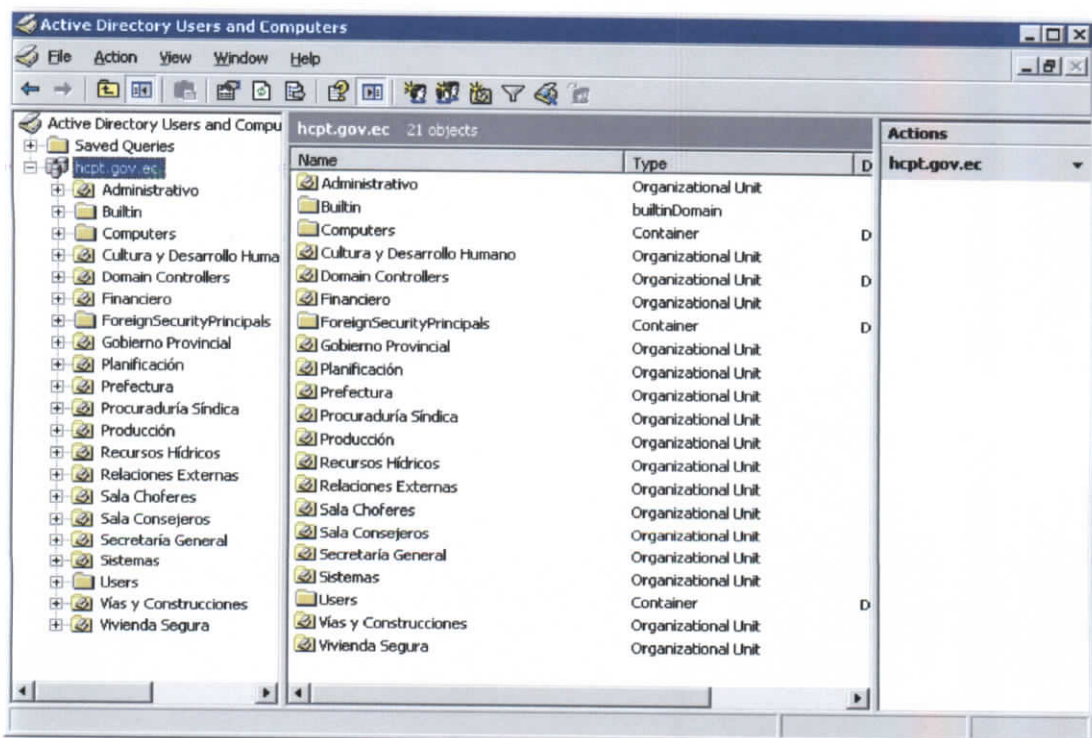 Active Directory Users and Computers
File Action View Window Help
Active Directory Users and Compu
Saved Queries
hcpt.gov.ec
Administrativo
Builtin
Computers
Cultura y Desarrollo Huma
Domain Controllers
Financiero
ForeignSecurityPrincipals
Gobierno Provincial
Planificación
Prefectura
Procuraduría Síndica
Producción
Recursos Hídricos
Relaciones Externas
Sala Choferes
Sala Consejeros
Secretaría General
Sistemas
Users
Vías y Construcciones
Vivienda Segura
hcpt.gov.ec 21 objects
Name Type D
Administrativo Organizational Unit
Builtin builtinDomain
Computers Container D
Cultura y Desarrollo Humano Organizational Unit
Domain Controllers Organizational Unit D
Financiero Organizational Unit
ForeignSecurityPrincipals Container D
Gobierno Provincial Organizational Unit
Planificación Organizational Unit
Prefectura Organizational Unit
Procuraduría Síndica Organizational Unit
Producción Organizational Unit
Recursos Hídricos Organizational Unit
Relaciones Externas Organizational Unit
Sala Choferes Organizational Unit
Sala Consejeros Organizational Unit
Secretaría General Organizational Unit
Sistemas Organizational Unit
Users Container D
Vías y Construcciones Organizational Unit
Vivienda Segura Organizational Unit
Actions
hcpt.gov.ec